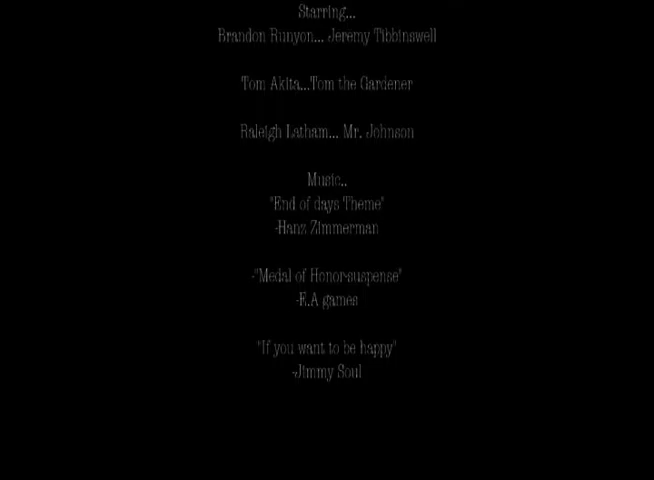 Starring...
Brandon Runyon... Jeremy Tibbinswell
Tom Akita...Tom the Gardener
Raleigh Latham... Mr. Johnson
Music..
"End of days Theme"
-Hanz Zimmerman
-"Medal of Honor-suspense"
-E.A games
"If you want to be happy"
-Jimmy Soul